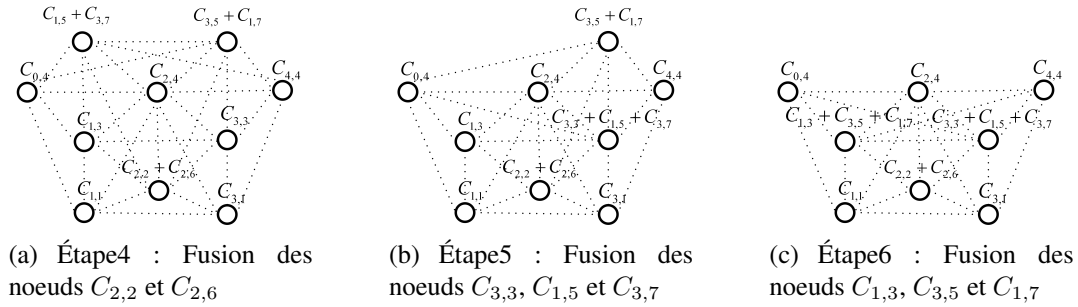 C1,5 + C3,7
C3,5 + C1,7
C0,4
C2,4
C4,4
C1,3
C3,3
C2,2 + C2,6
C1,1
C3,1
(a) Étape4 : Fusion des
noeuds C2,2 et C2,6
C3,5 + C1,7
C0,4
C2,4
C4,4
C1,3
C3,3 + C1,5 + C3,7
C2,2 + C2,6
C1,1
C3,1
(b) Étape5 : Fusion des
noeuds C3,3, C1,5 et C3,7
C0,4
C2,4
C4,4
C1,3 + C3,5 + C1,7
C3,3 + C1,5 + C3,7
C2,2 + C2,6
C1,1
C3,1
(c) Étape6 : Fusion des
noeuds C1,3, C3,5 et C1,7